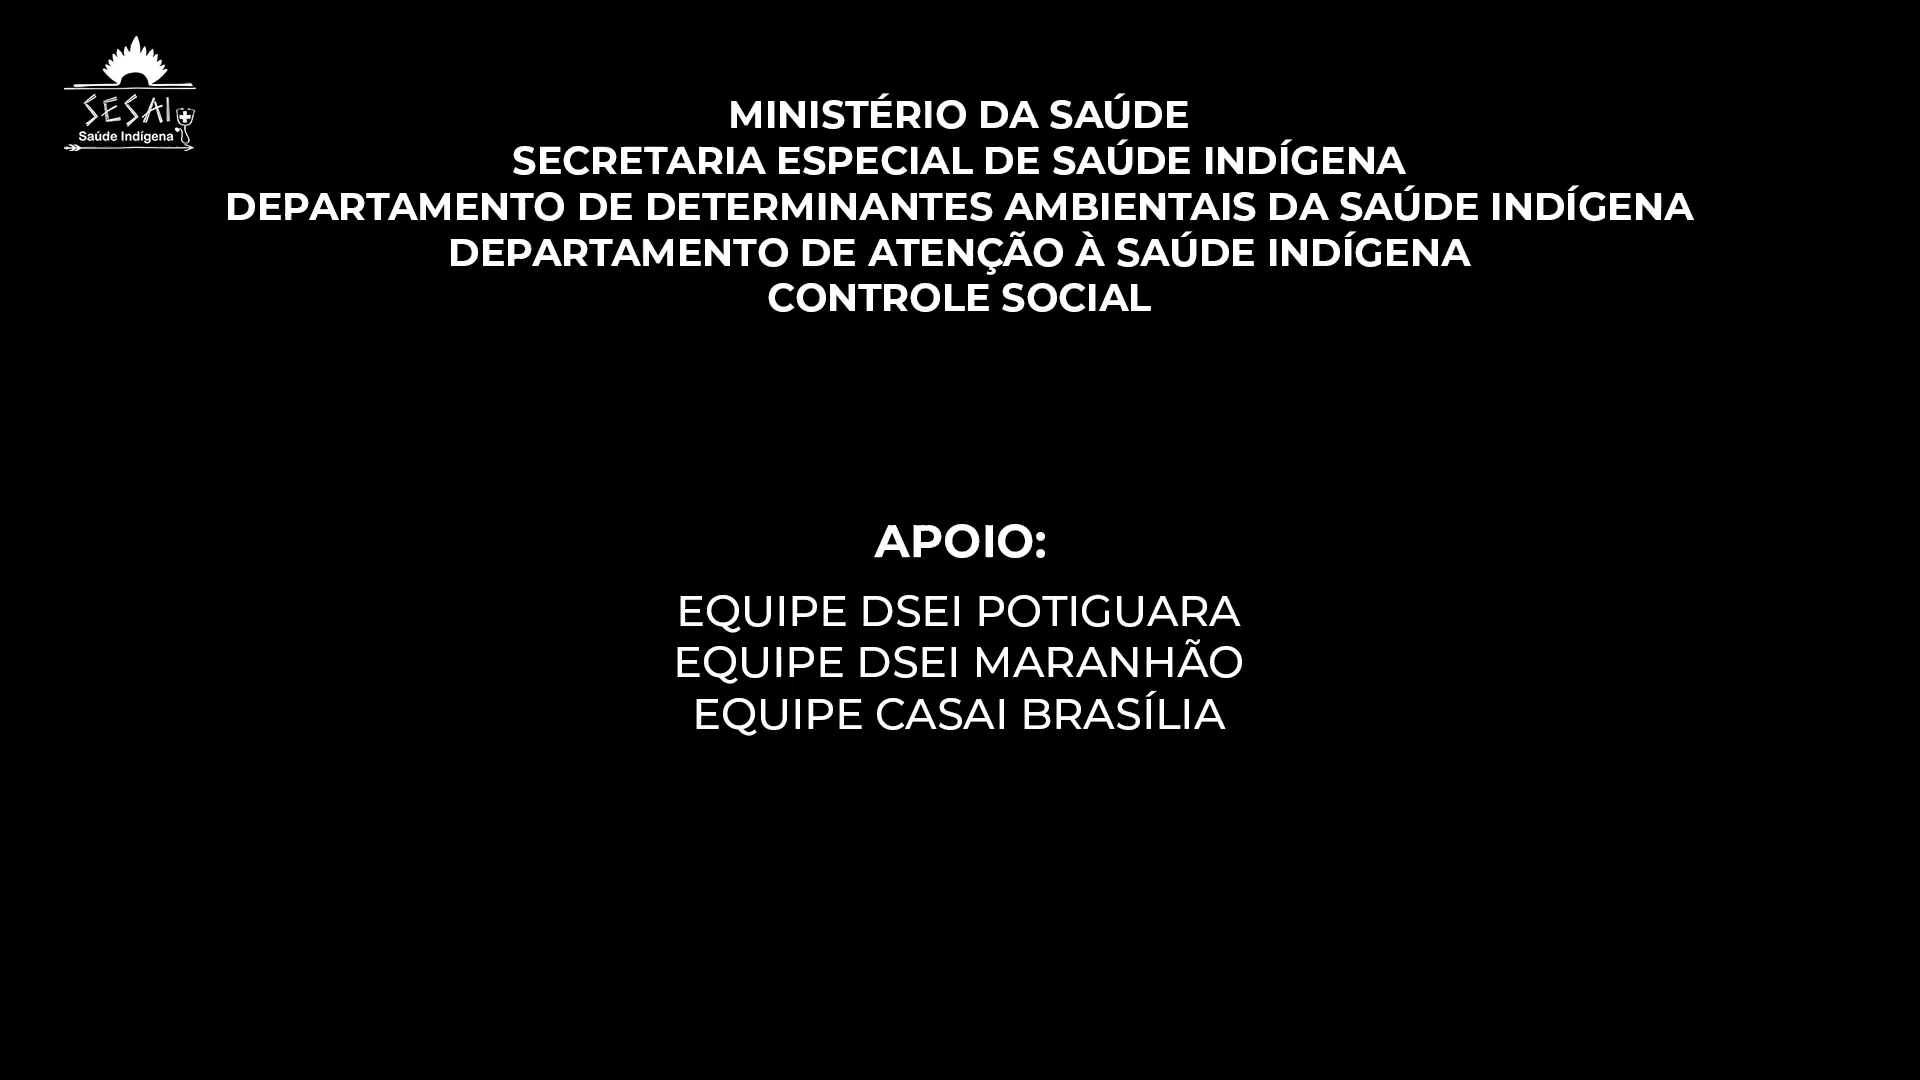 SESAI
Saúde Indígena
MINISTÉRIO DA SAÚDE
SECRETARIA ESPECIAL DE SAÚDE INDÍGENA
DEPARTAMENTO DE DETERMINANTES AMBIENTAIS DA SAÚDE INDÍGENA
DEPARTAMENTO DE ATENÇÃO À SAÚDE INDÍGENA
CONTROLE SOCIAL
APOIO:
EQUIPE DSEI POTIGUARA
EQUIPE DSEI MARANHÃO
EQUIPE CASAI BRASÍLIA